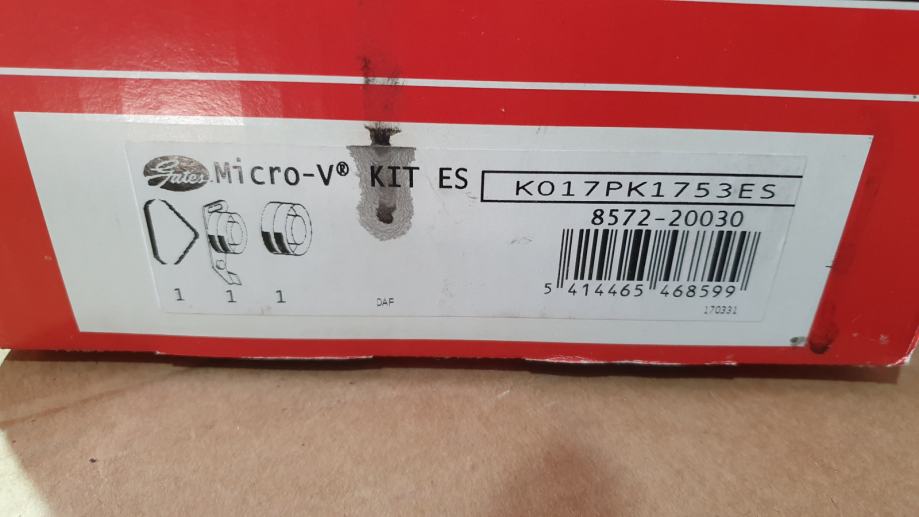 Gates Micro-V® KIT ES
K017PK1753ES
8572-20030
5 414465 468599
1 1 1
DAF
170331